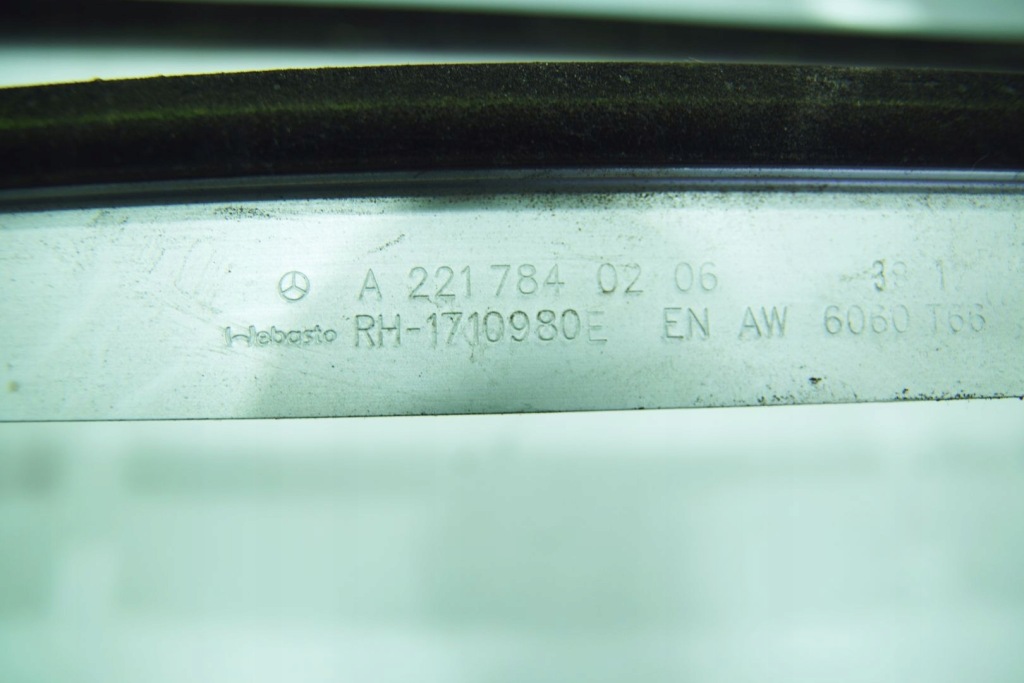 A 221 784 02 06
Webasto RH-1710980E EN AW 6060 T66